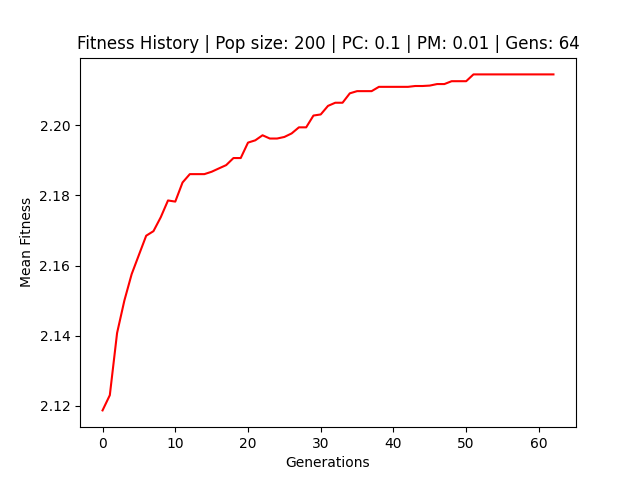 Fitness History | Pop size: 200 | PC: 0.1 | PM: 0.01 | Gens: 64
Mean Fitness
2.20
2.18
2.16
2.14
2.12
0 10 20 30 40 50 60
Generations